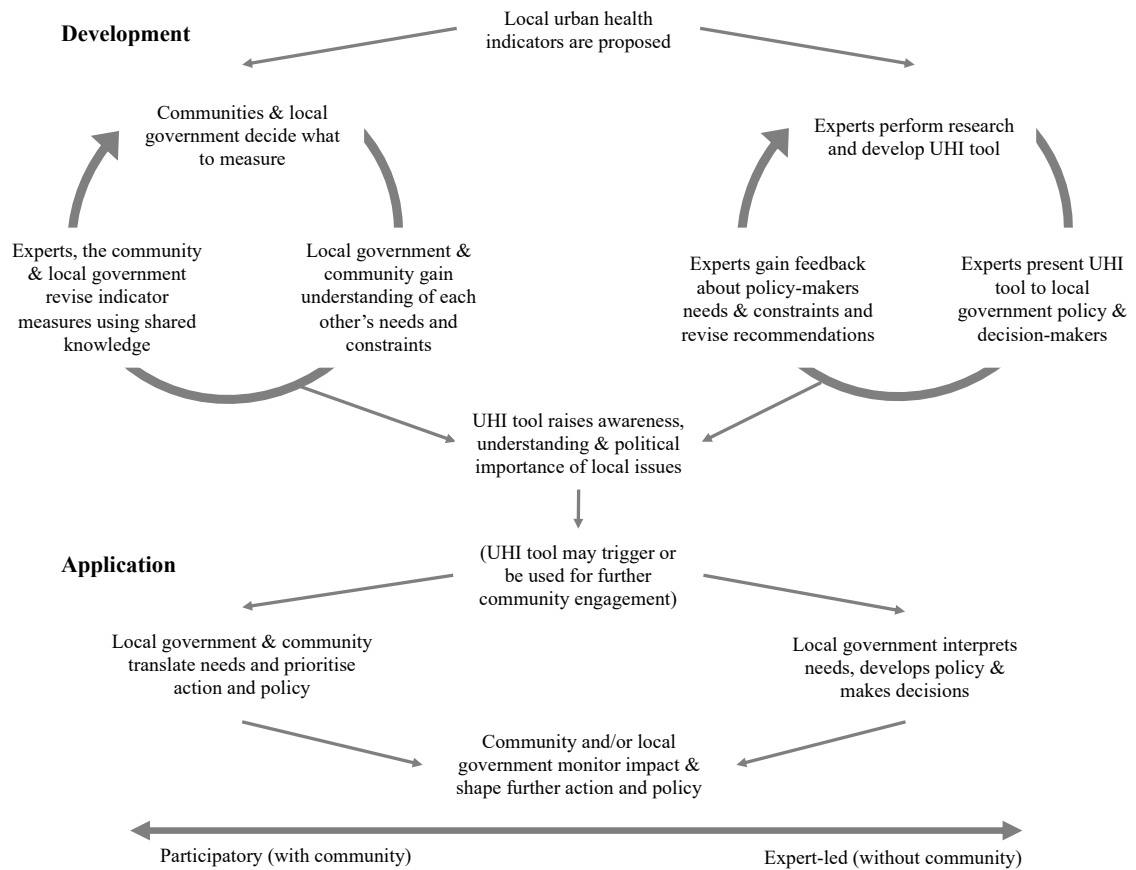 Development
Local urban health
indicators are proposed
Communities & local
government decide what
to measure
Experts perform research
and develop UHI tool
Experts, the community
& local government
revise indicator
measures using shared
knowledge
Local government &
community gain
understanding of each
other's needs and
constraints
Experts gain feedback
about policy-makers
needs & constraints and
revise recommendations
Experts present UHI
tool to local
government policy &
decision-makers
UHI tool raises awareness,
understanding & political
importance of local issues
Application
(UHI tool may trigger or
be used for further
community engagement)
Local government & community
translate needs and prioritise
action and policy
Local government interprets
needs, develops policy &
makes decisions
Community and/or local
government monitor impact &
shape further action and policy
Participatory (with community)
Expert-led (without community)